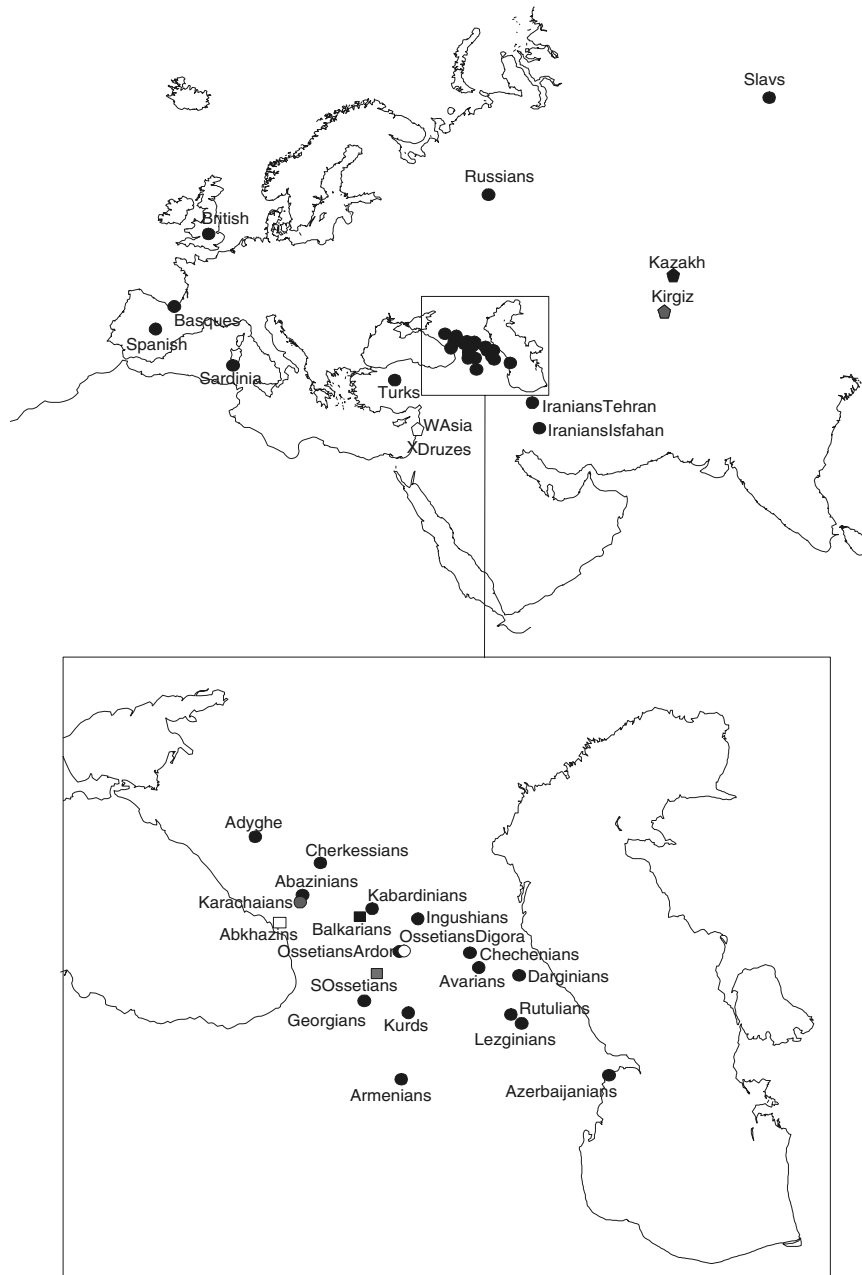 Slavs
Russians
British
Kazakh
Kirgiz
Basques
Spanish
Sardinia
Turks
IraniansTehran
WAsia
IraniansIsfahan
XDruzes
Adyghe
Cherkessians
Abazinians
Karachaians
Kabardinians
Ingushians
Balkarians
Abkhazins
OssetiansDigora
OssetiansArdon
Chechenians
Avarians
Darginians
SOssetians
Georgians
Kurds
Rutulians
Lezginians
Armenians
Azerbaijanians